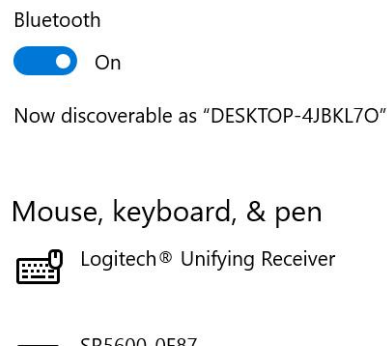 Bluetooth
On
Now discoverable as “DESKTOP-4JBKL7O”
Mouse, keyboard, & pen
Logitech® Unifying Receiver